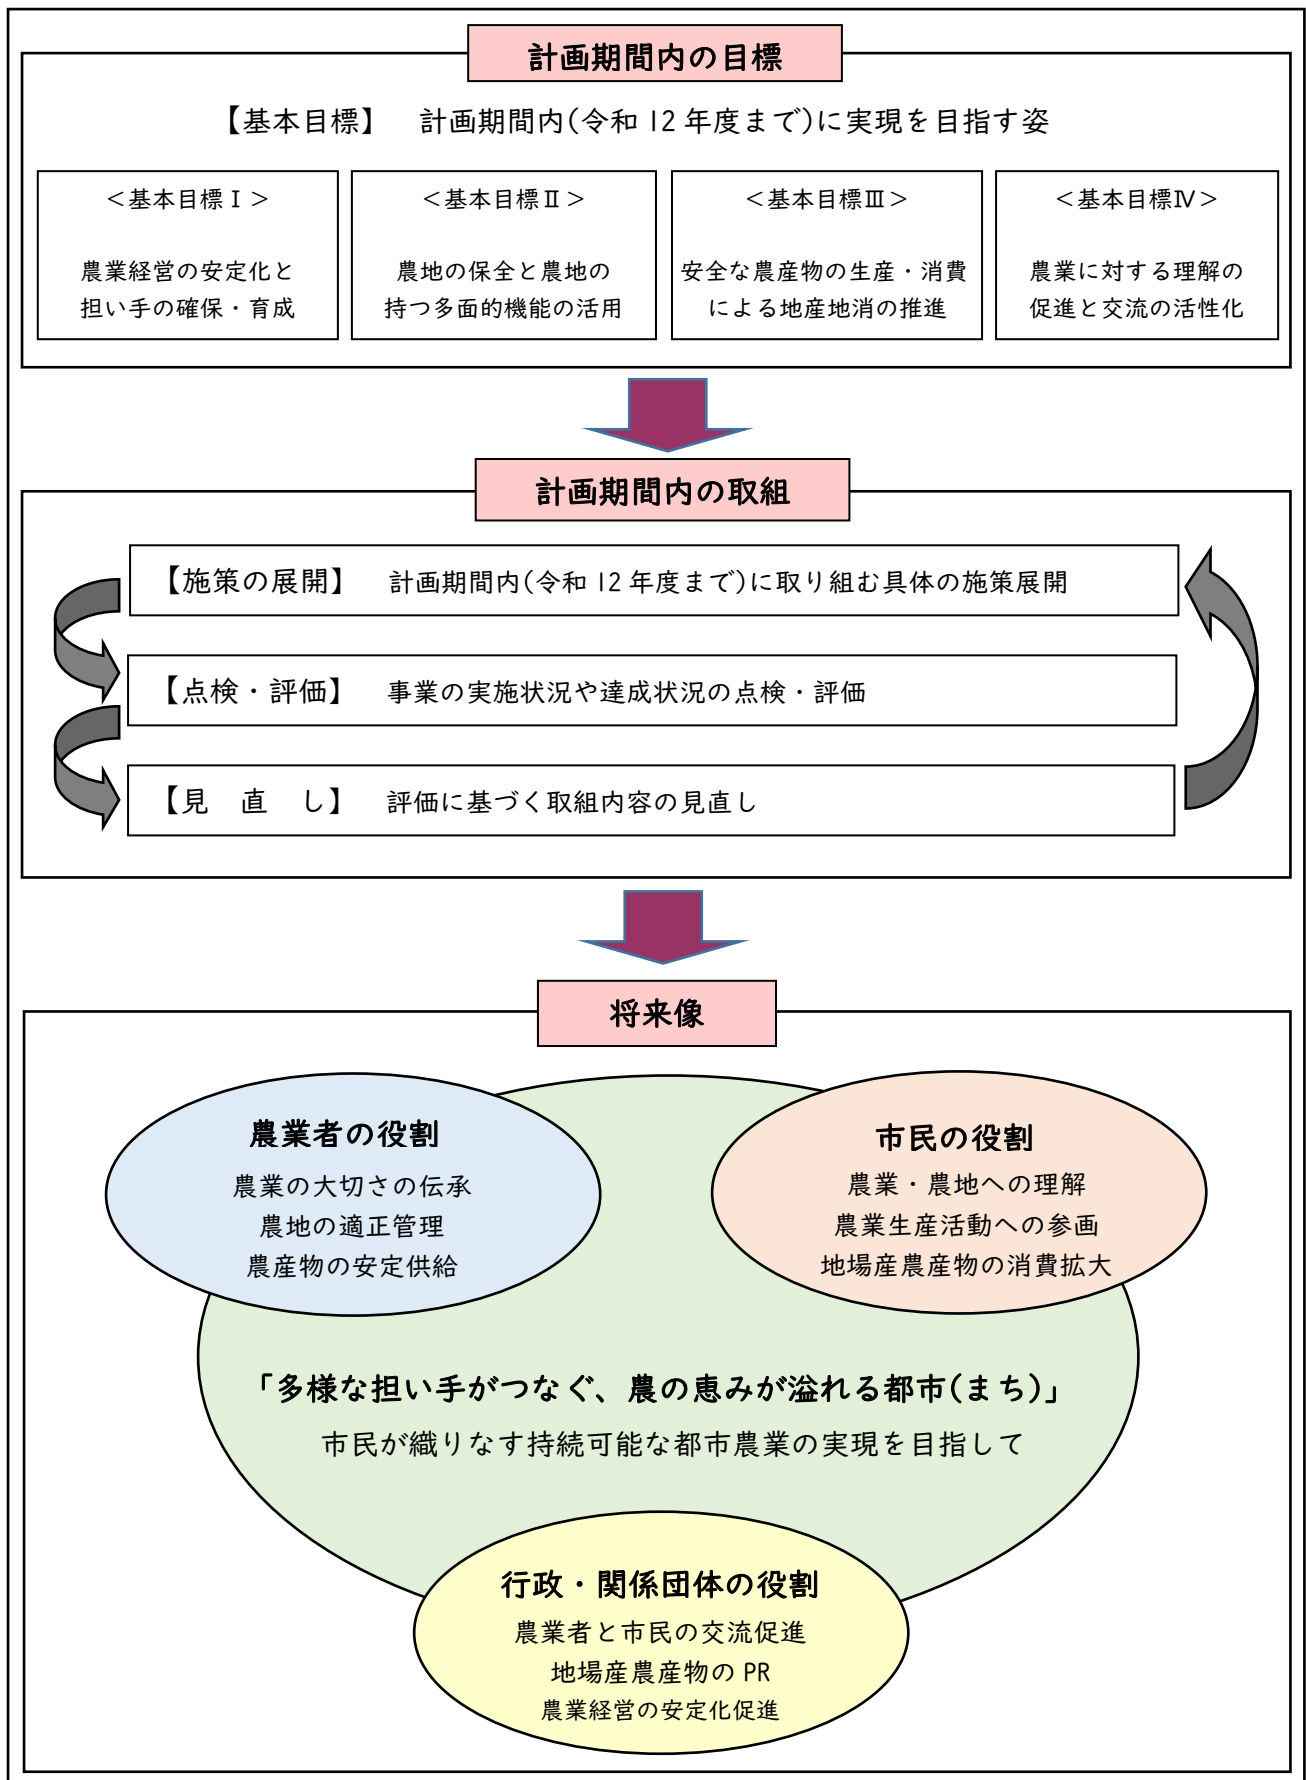 計画期間内の目標
【基本目標】　計画期間内(令和 12 年度まで)に実現を目指す姿
＜基本目標Ⅰ＞
農業経営の安定化と
担い手の確保・育成
＜基本目標Ⅱ＞
農地の保全と農地の
持つ多面的機能の活用
＜基本目標Ⅲ＞
安全な農産物の生産・消費
による地産地消の推進
＜基本目標Ⅳ＞
農業に対する理解の
促進と交流の活性化
計画期間内の取組
【施策の展開】　計画期間内(令和 12 年度まで)に取り組む具体の施策展開
【点検・評価】　事業の実施状況や達成状況の点検・評価
【見　直　し】　評価に基づく取組内容の見直し
将来像
農業者の役割
農業の大切さの伝承
農地の適正管理
農産物の安定供給
市民の役割
農業・農地への理解
農業生産活動への参画
地場産農産物の消費拡大
「多様な担い手がつなぐ、農の恵みが溢れる都市(まち)」
市民が織りなす持続可能な都市農業の実現を目指して
行政・関係団体の役割
農業者と市民の交流促進
地場産農産物の PR
農業経営の安定化促進